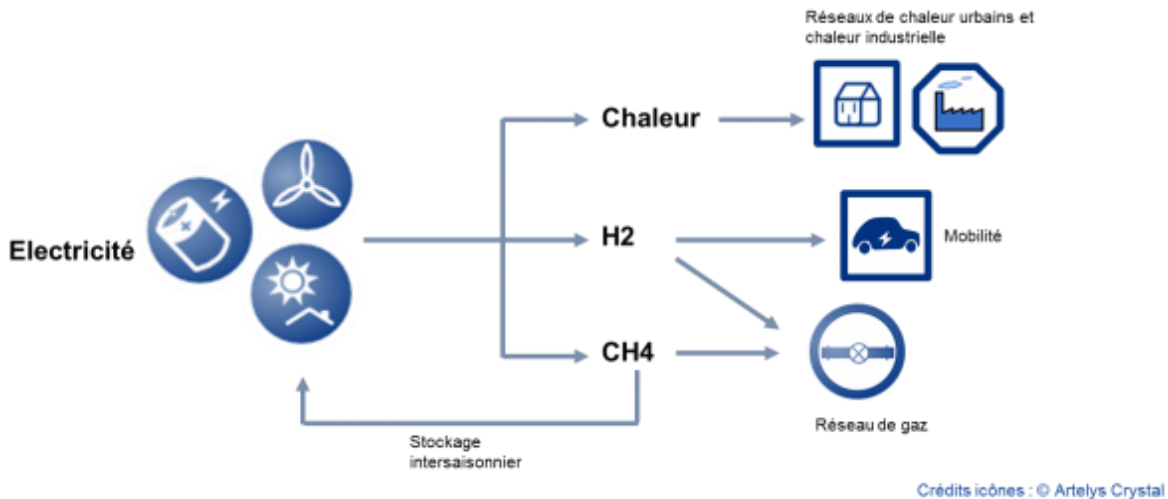 Réseaux de chaleur urbains et
chaleur industrielle
Chaleur
H2
Mobilité
Electricité
CH4
Réseau de gaz
Stockage
intersaisonnier
Crédits icônes : © Artelys Crystal